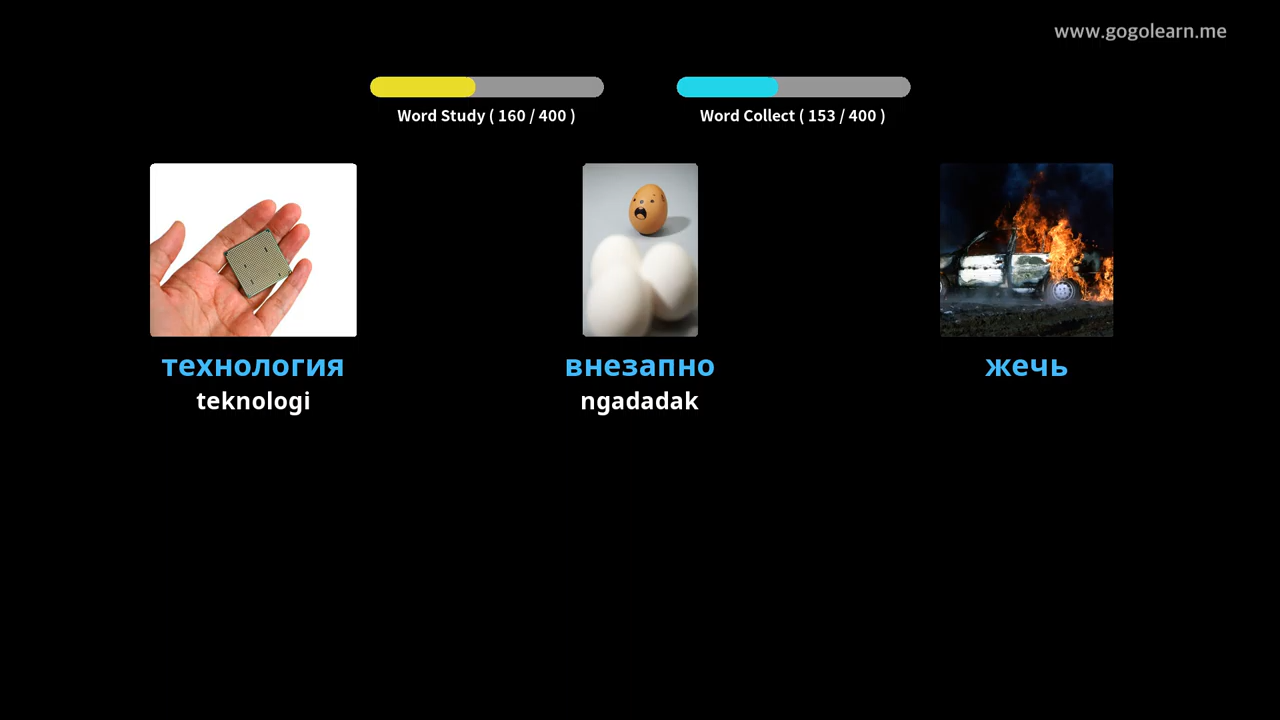 www.gogolearn.me
Word Study ( 160 / 400 )
Word Collect ( 153 / 400 )
технология
teknologi
внезапно
ngadadak
жечь